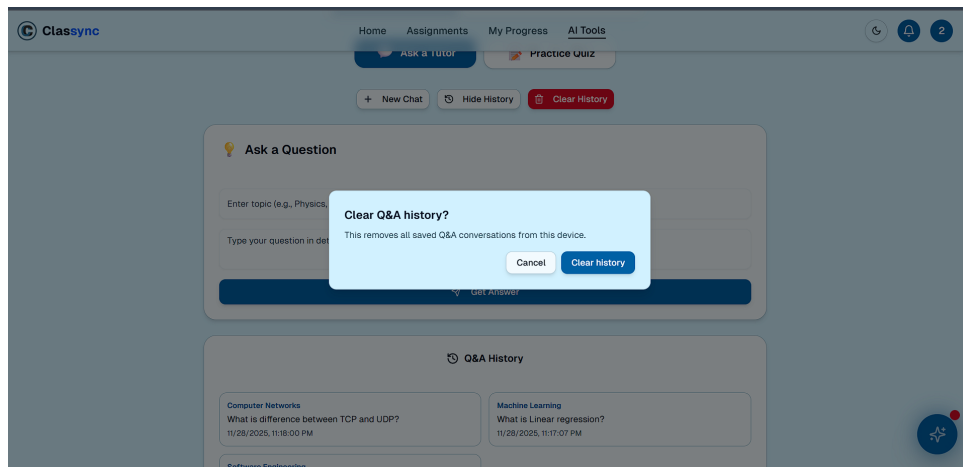 Classync
Home Assignments My Progress AI Tools
2
Ask a Tutor Practice Quiz
New Chat Hide History Clear History
Ask a Question
Enter topic (e.g., Physics,
Type your question in det
Clear Q&A history?
This removes all saved Q&A conversations from this device.
Cancel Clear history
Get Answer
Q&A History
Computer Networks
What is difference between TCP and UDP?
11/28/2025, 11:18:00 PM
Machine Learning
What is Linear regression?
11/28/2025, 11:17:07 PM
Software Engineering